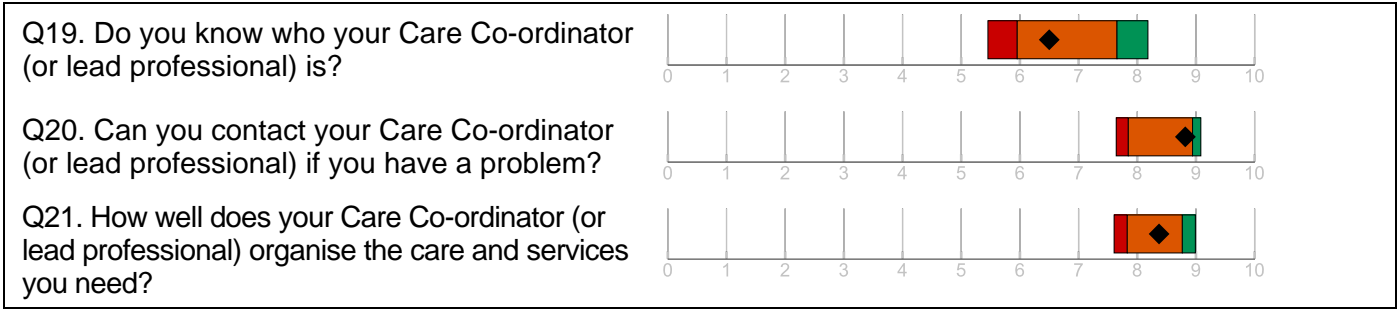 Q19. Do you know who your Care Co-ordinator
(or lead professional) is?
0 1 2 3 4 5 6 7 8 9 10
Q20. Can you contact your Care Co-ordinator
(or lead professional) if you have a problem?
0 1 2 3 4 5 6 7 8 9 10
Q21. How well does your Care Co-ordinator (or
lead professional) organise the care and services
you need?
0 1 2 3 4 5 6 7 8 9 10